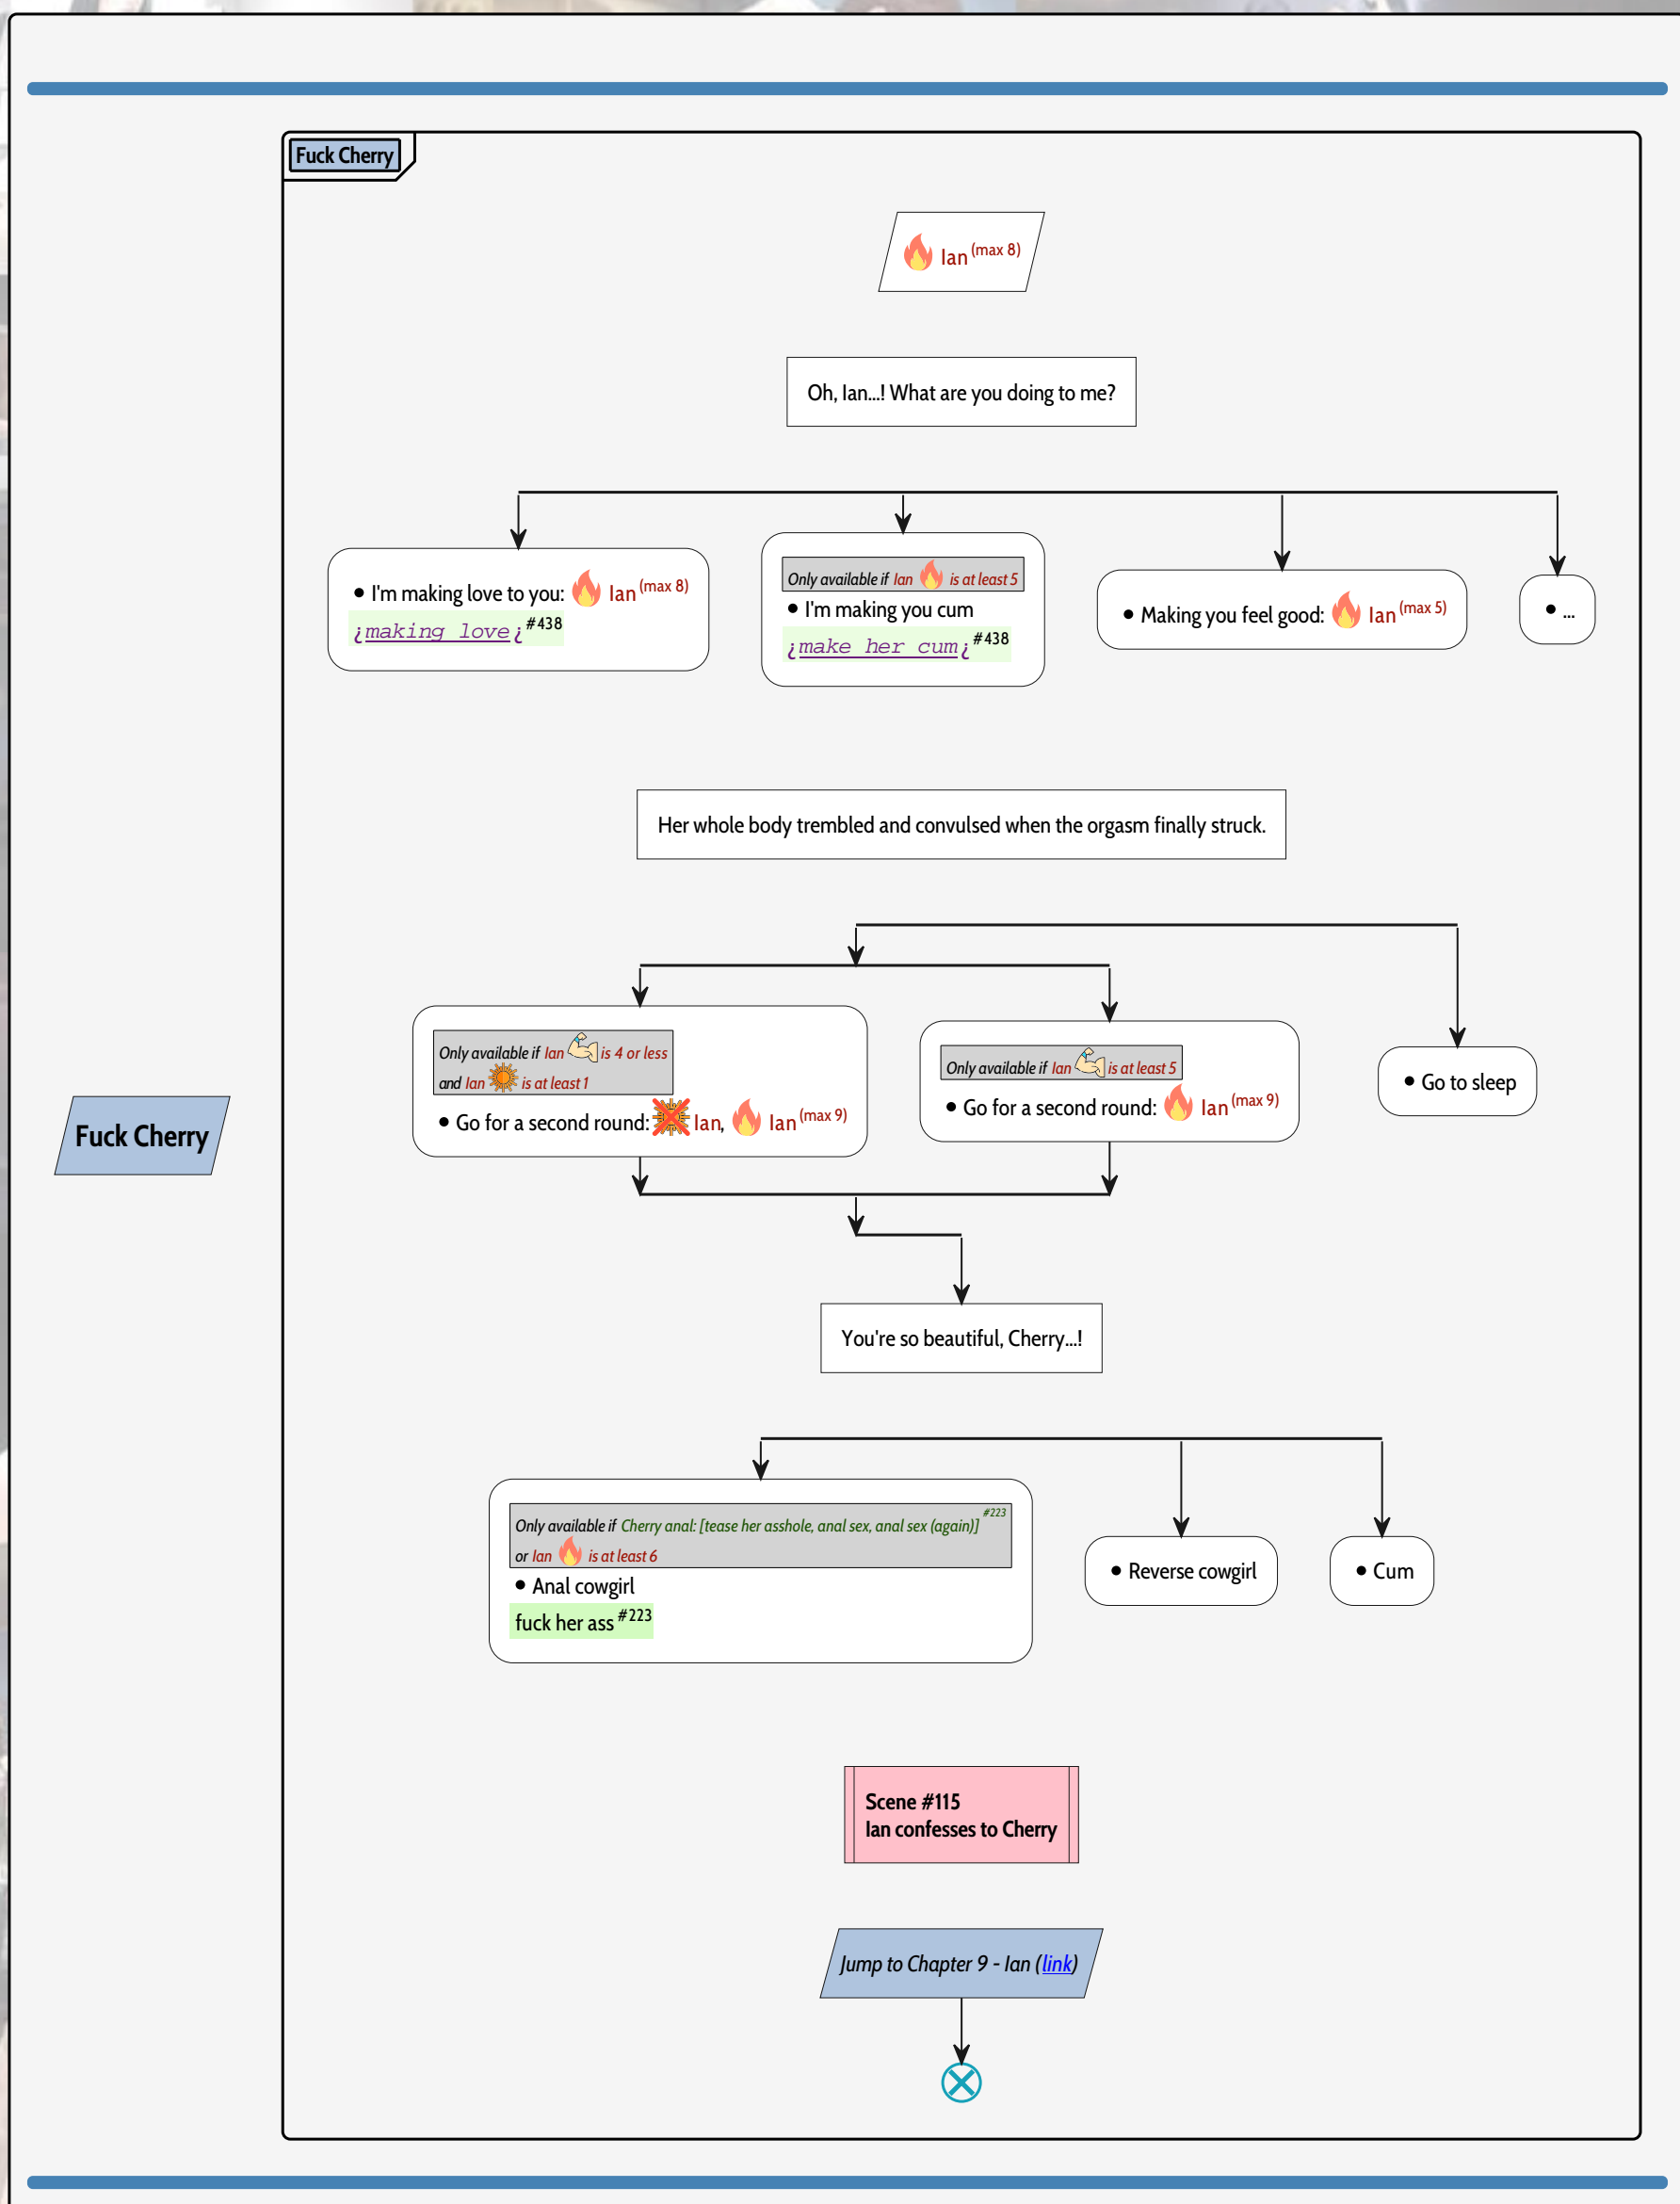 Fuck Cherry
Ian (max 8)
Oh, Ian...! What are you doing to me?
• I'm making love to you: Ian (max 8)
¿making love¿ #438
Only available if Ian is at least 5
• I'm making you cum
¿make her cum¿ #438
• Making you feel good: Ian (max 5)
• ...
Her whole body trembled and convulsed when the orgasm finally struck.
Only available if Ian is 4 or less
and Ian is at least 1
• Go for a second round: Ian, Ian (max 9)
Only available if Ian is at least 5
• Go for a second round: Ian (max 9)
• Go to sleep
Fuck Cherry
You're so beautiful, Cherry...!
Only available if Cherry anal: [tease her asshole, anal sex, anal sex (again)] #223
or Ian is at least 6
• Anal cowgirl
fuck her ass #223
• Reverse cowgirl
• Cum
Scene #115
Ian confesses to Cherry
Jump to Chapter 9 - Ian (link)